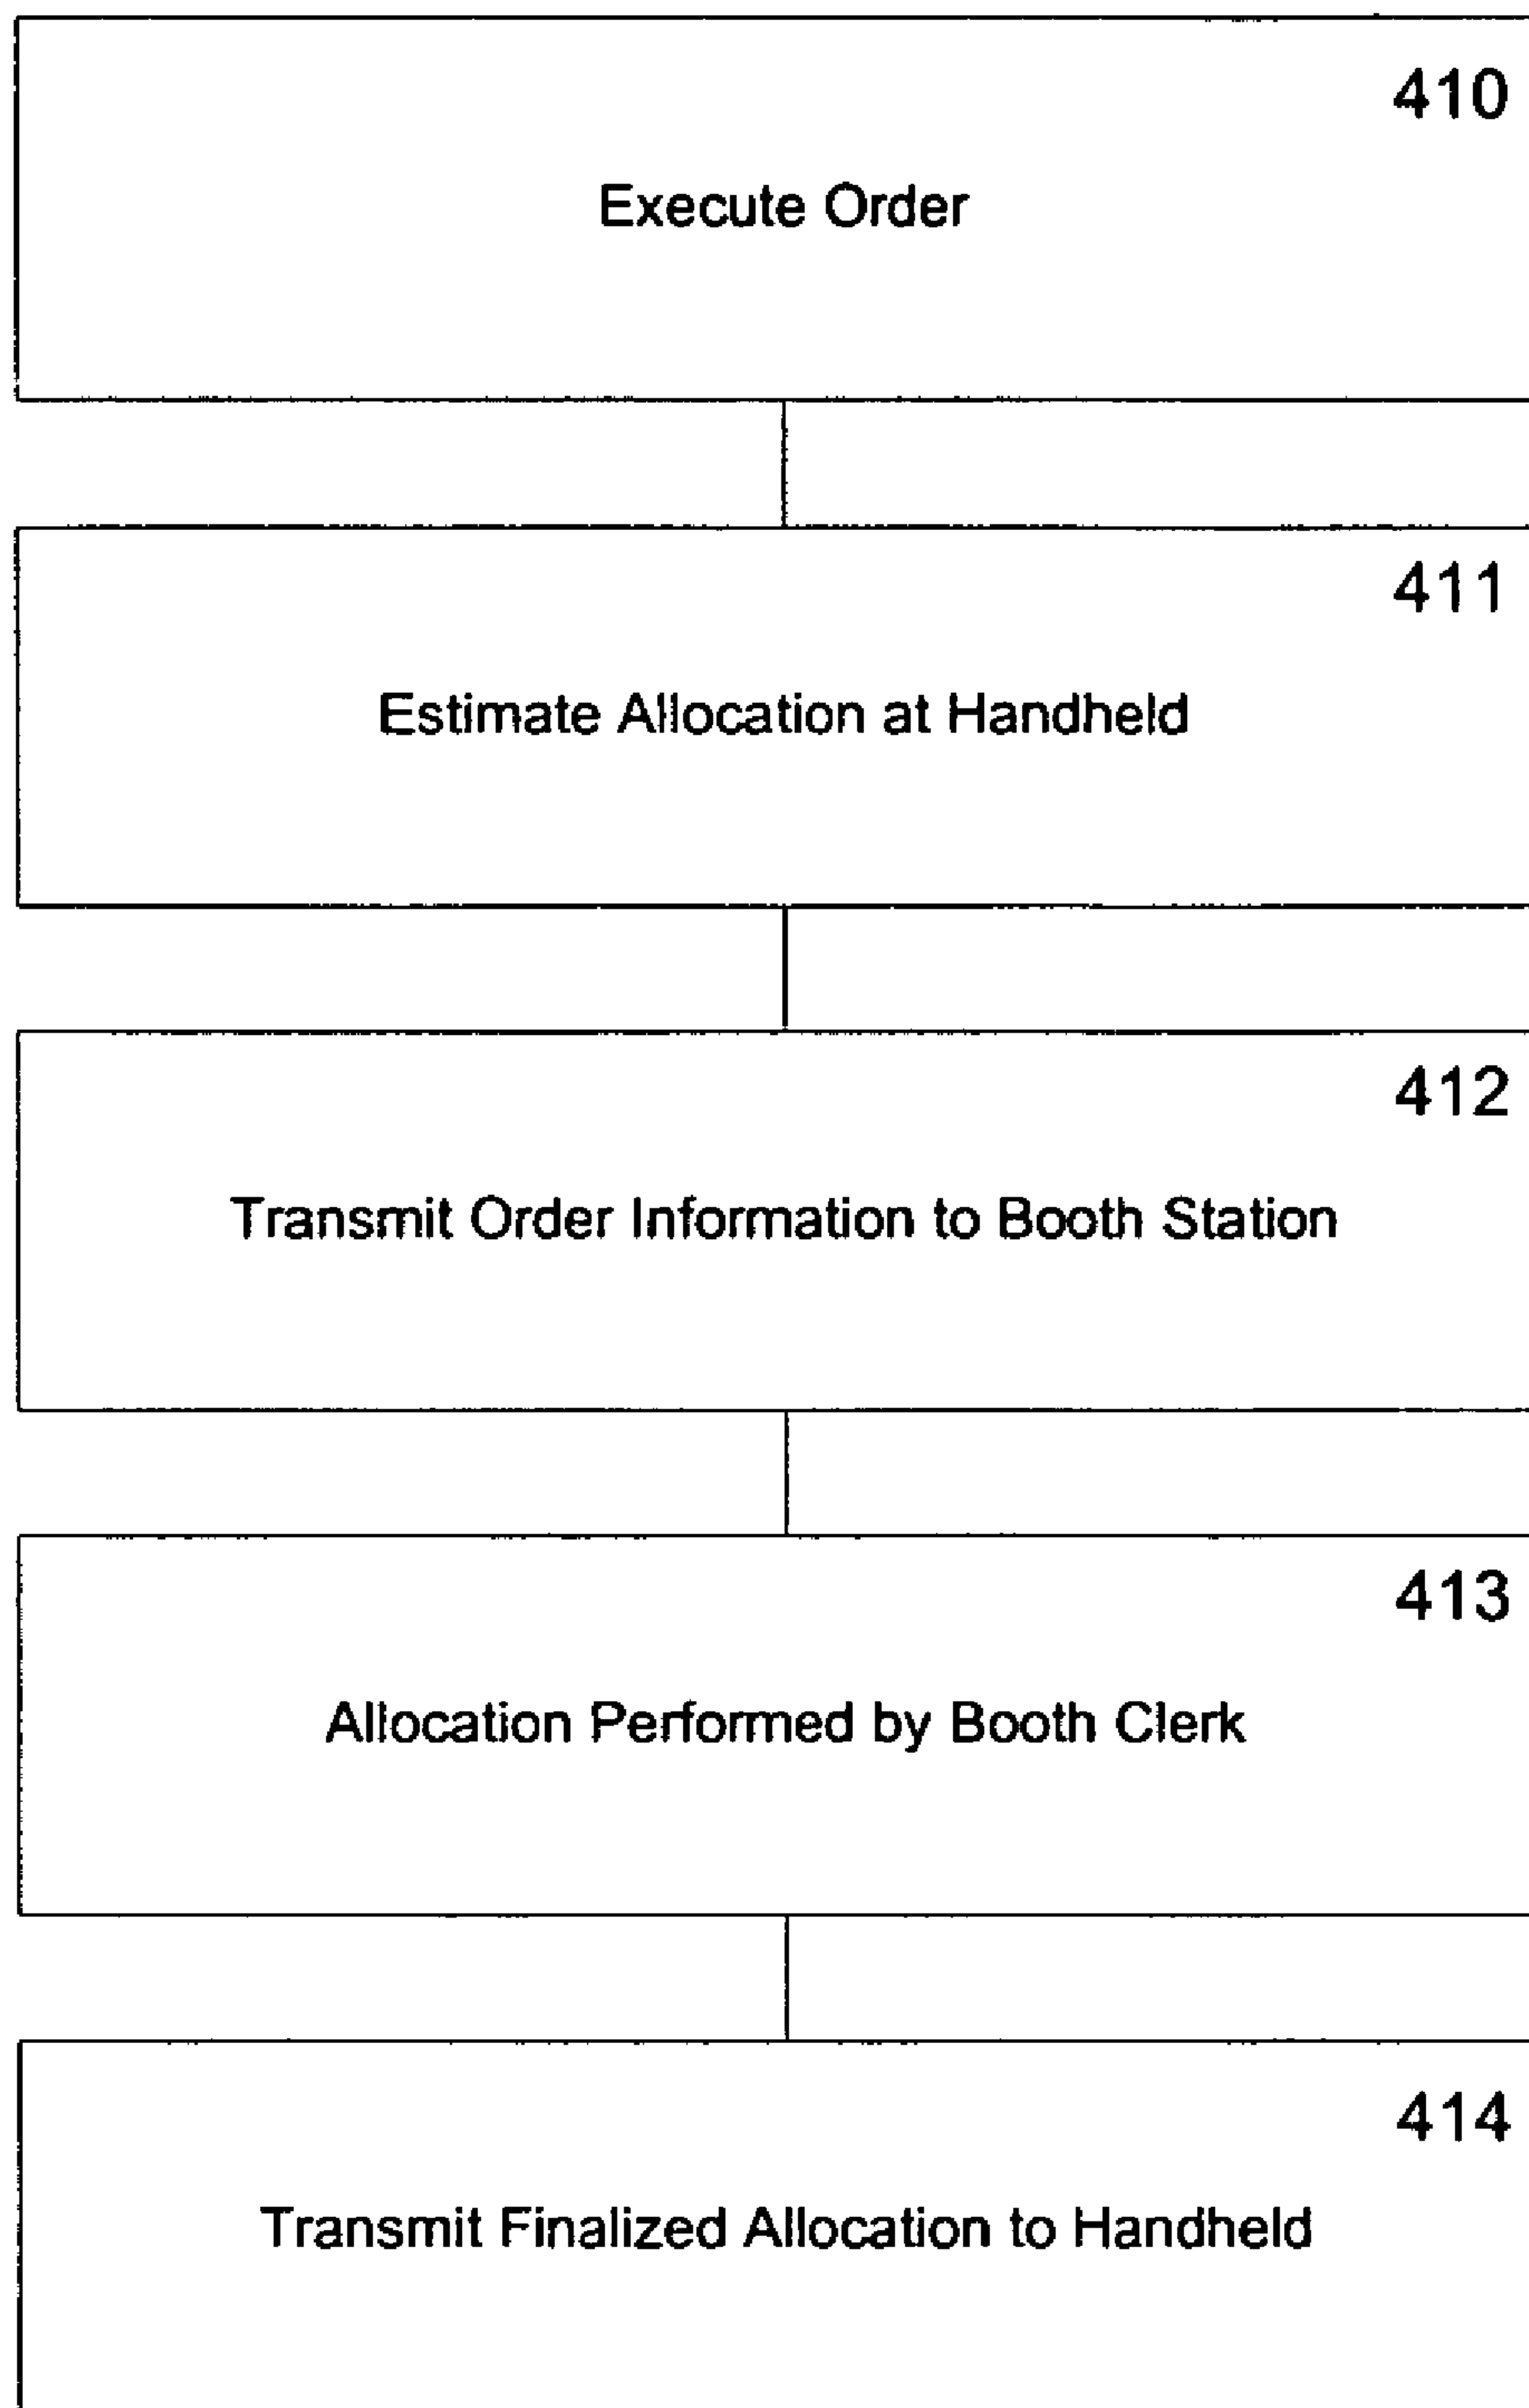 410
Execute Order
411
Estimate Allocation at Handheld
412
Transmit Order Information to Booth Station
413
Allocation Performed by Booth Clerk
414
Transmit Finalized Allocation to Handheld